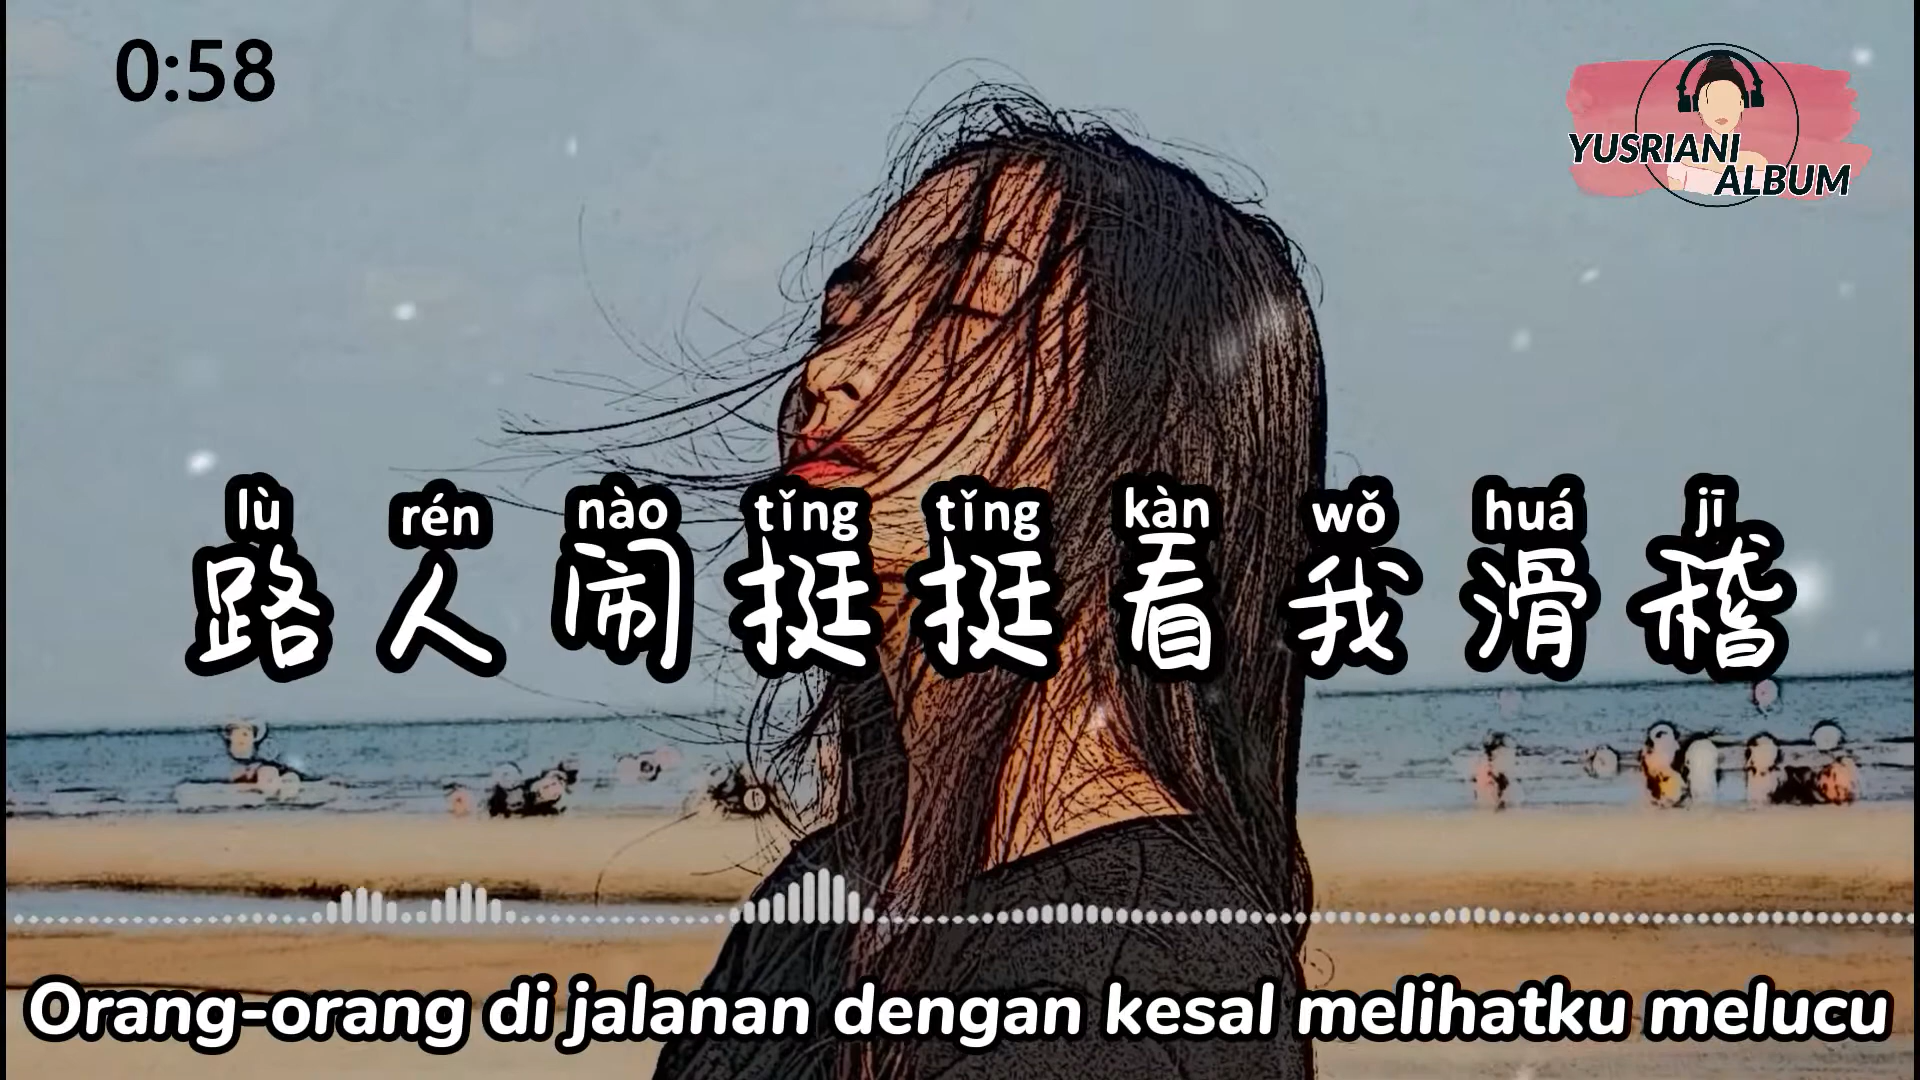 0:58
YUSRIANI
ALBUM
lù rén nào tǐng tǐng kàn wǒ huá jī
路人闹挺挺看我滑稽
Orang-orang di jalanan dengan kesal melihatku melucu